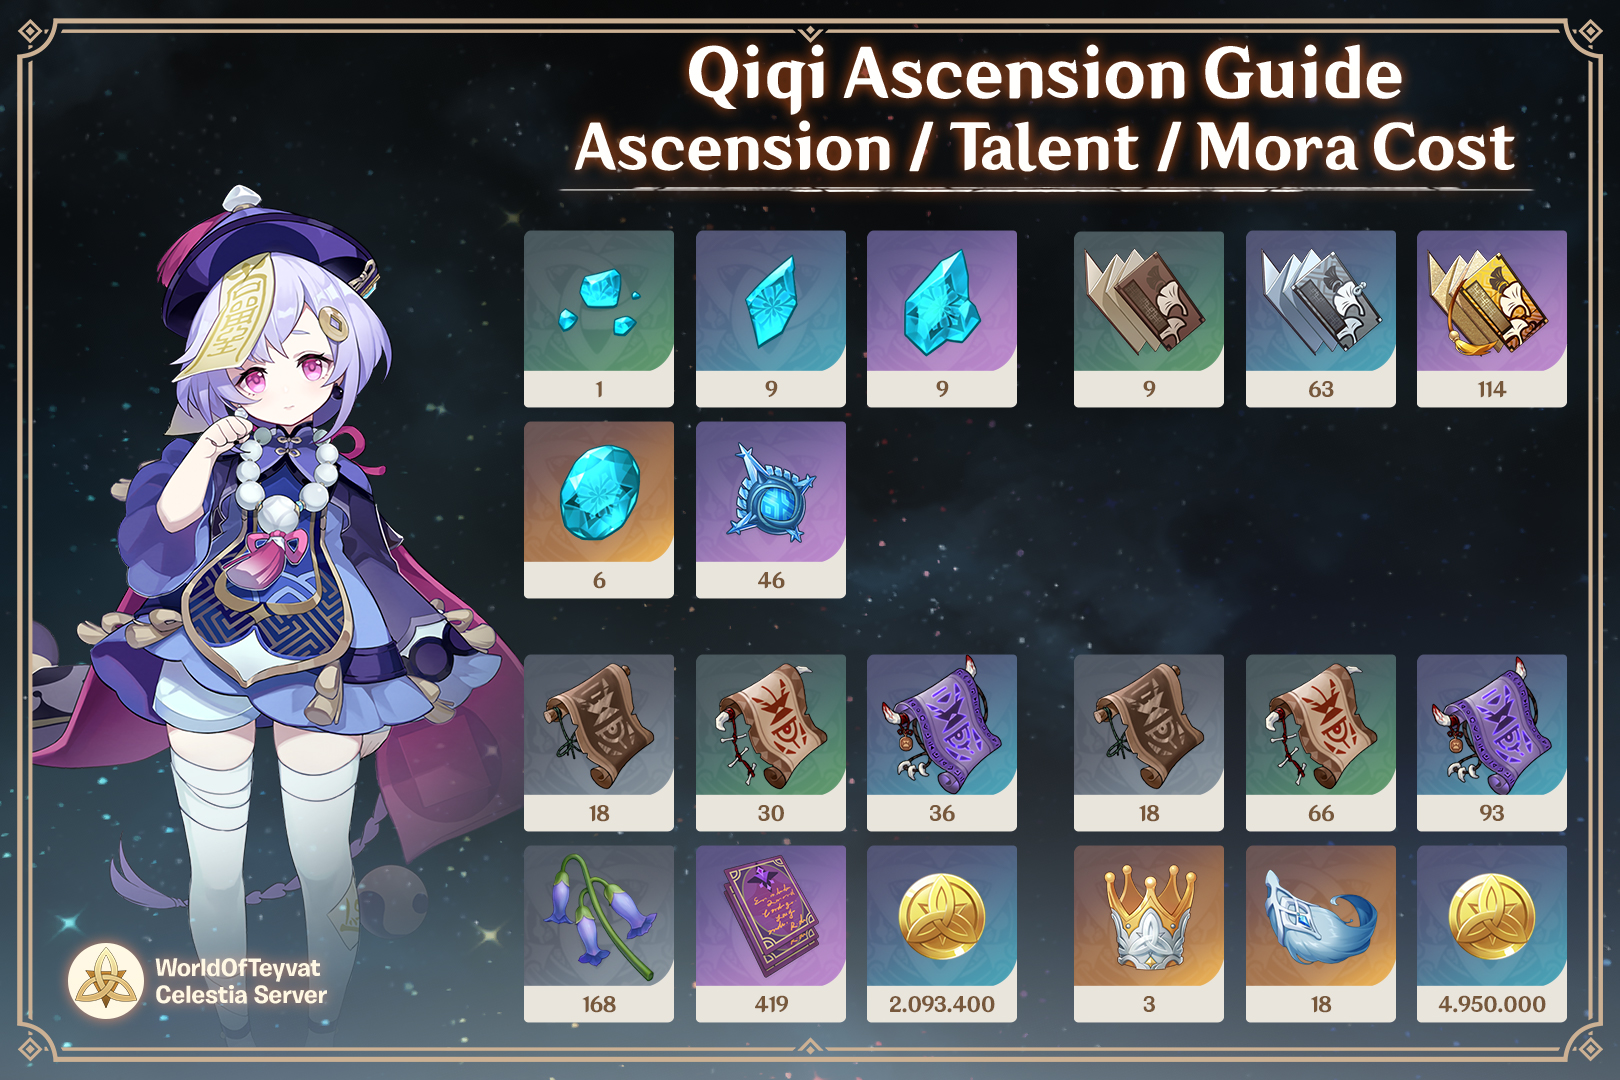 Qiqi Ascension Guide
Ascension / Talent / Mora Cost
1 9 9 9 63 114
6 46
18 30 36 18 66 93
168 419 2.093.400 3 18 4.950.000
WorldOfTeyvat
Celestia Server